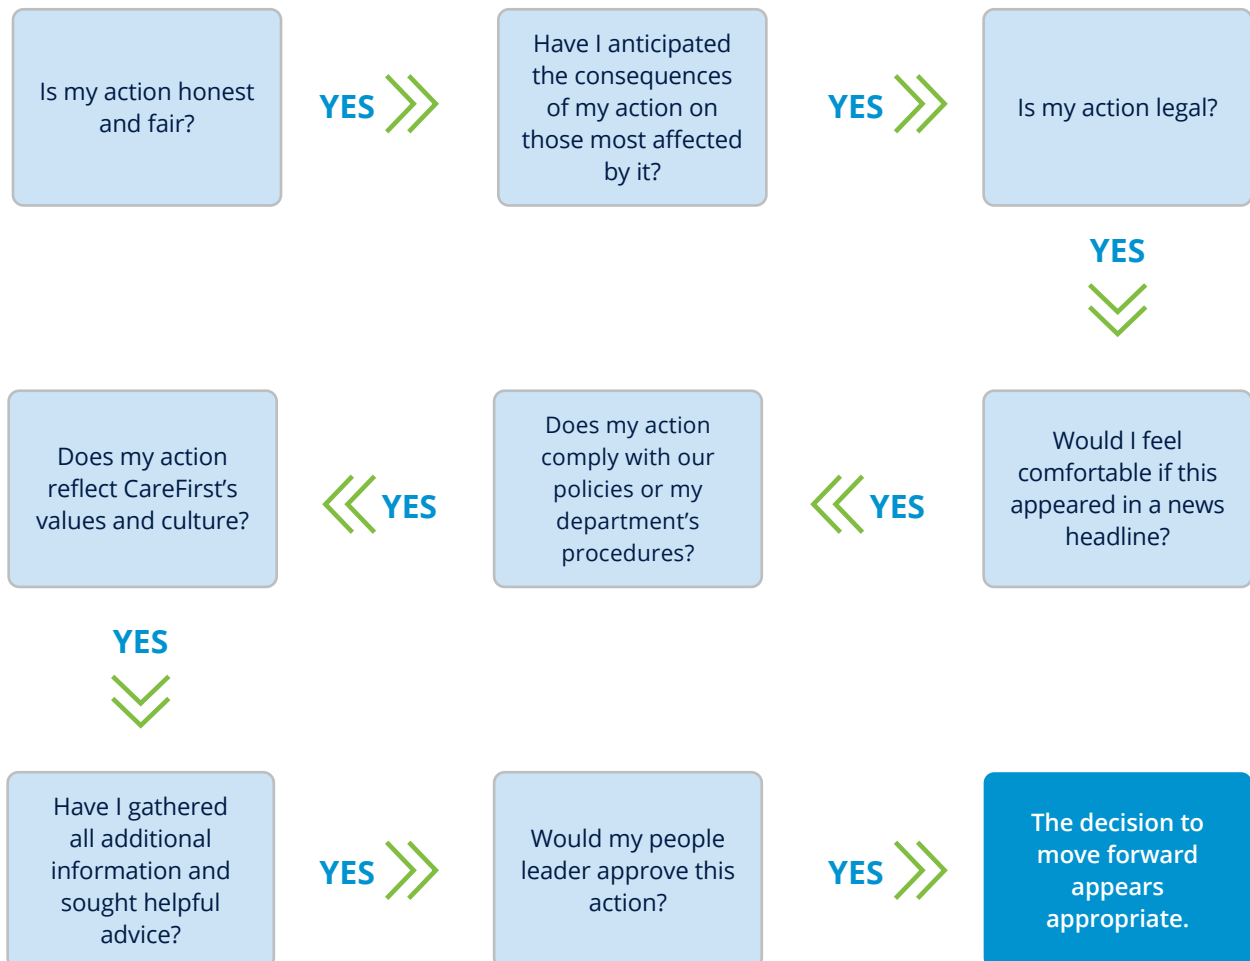 Is my action honest
and fair?
YES
Have I anticipated
the consequences
of my action on
those most affected
by it?
YES
Is my action legal?
YES
Would I feel
comfortable if this
appeared in a news
headline?
YES
Does my action
comply with our
policies or my
department’s
procedures?
YES
Does my action
reflect CareFirst’s
values and culture?
YES
Have I gathered
all additional
information and
sought helpful
advice?
YES
Would my people
leader approve this
action?
YES
The decision to
move forward
appears
appropriate.